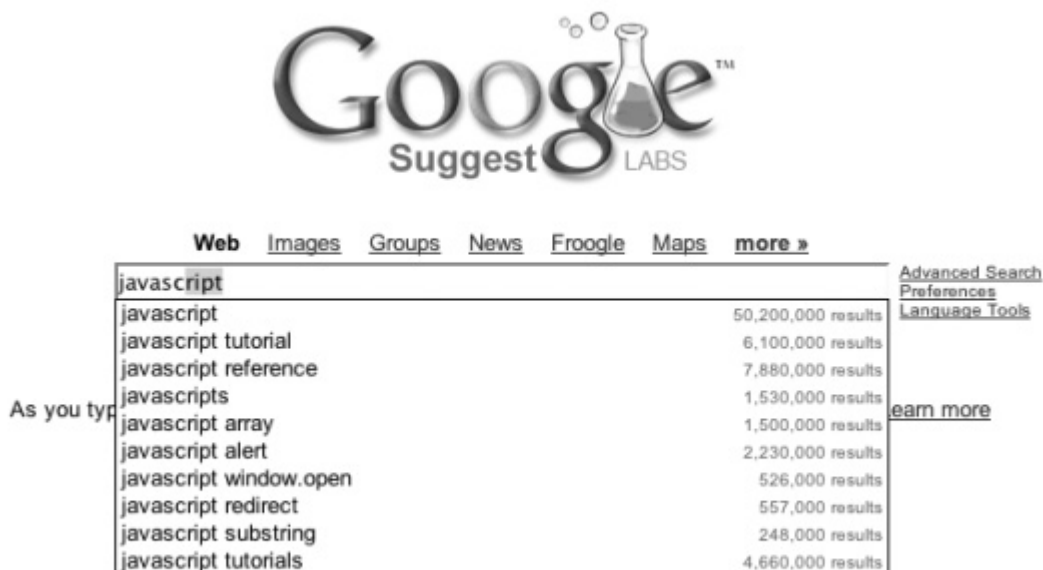 Google™
Suggest LABS
Web Images Groups News Froogle Maps more »
javascript
Advanced Search
Preferences
Language Tools
javascript 50,200,000 results
javascript tutorial 6,100,000 results
javascript reference 7,880,000 results
javascripts 1,530,000 results
As you typ
earn more
javascript array 1,500,000 results
javascript alert 2,230,000 results
javascript window.open 526,000 results
javascript redirect 557,000 results
javascript substring 248,000 results
javascript tutorials 4,660,000 results